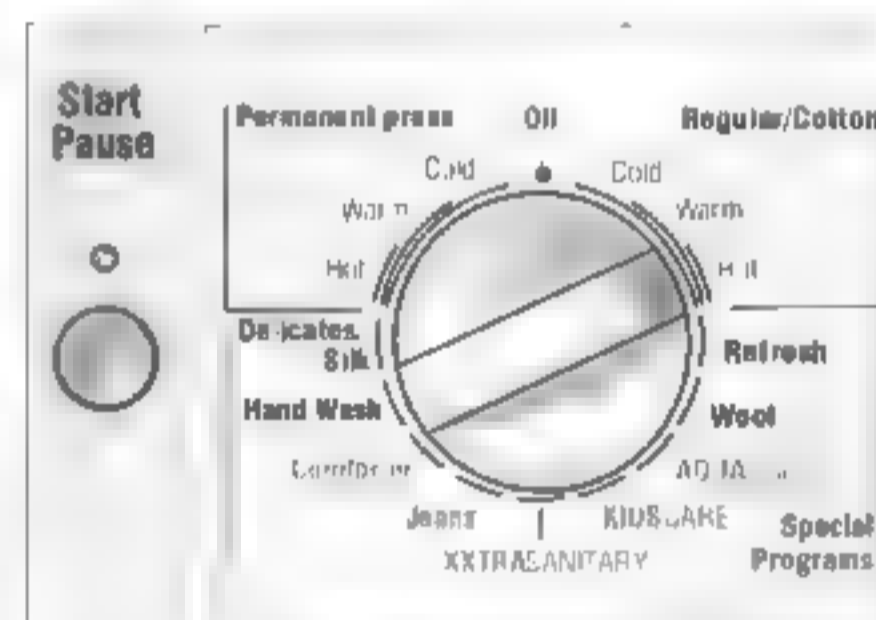 Start
Pause
Permanent press
Off
Regular/Cotton
Cold
Cold
Warm
Warm
Hot
Hot
Delicates
Silk
Refresh
Hand Wash
Wool
Jeans
KIDSCARE
XXTRASANITARY
Special
Programs